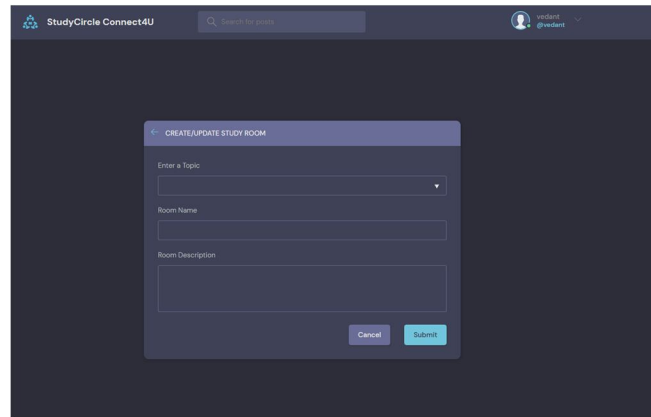 StudyCircle Connect4U
Search for posts
vedant
@vedant
← CREATE/UPDATE STUDY ROOM
Enter a Topic
Room Name
Room Description
Cancel
Submit